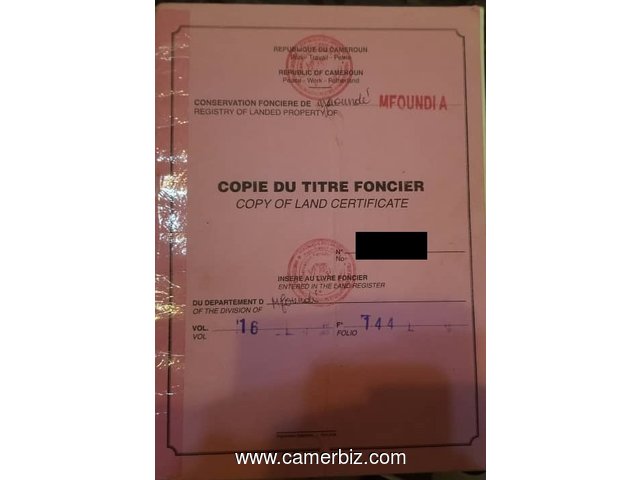 REPUBLIQUE DU CAMEROUN
Paix - Travail - Patrie
REPUBLIC OF CAMEROON
Peace - Work - Fatherland
CONSERVATION FONCIERE DE Yaoundé MFOUNDI A
REGISTRY OF LANDED PROPERTY OF
COPIE DU TITRE FONCIER
COPY OF LAND CERTIFICATE
N°
No
INSERE AU LIVRE FONCIER
ENTERED IN THE LAND REGISTER
DU DEPARTEMENT D Mfoundi
OF THE DIVISION OF
VOL. 16 F° 144
VOL FOLIO
www.camerbiz.com